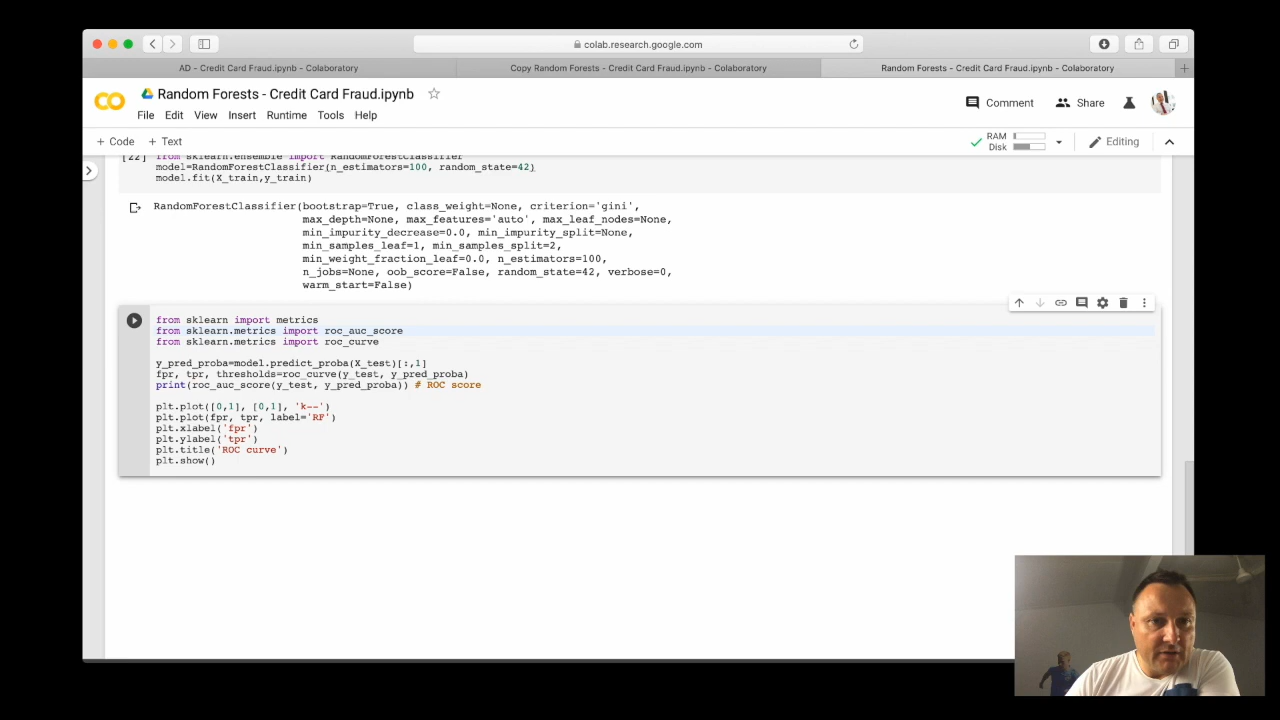 colab.research.google.com
AD - Credit Card Fraud.ipynb - Colaboratory
Copy Random Forests - Credit Card Fraud.ipynb - Colaboratory
Random Forests - Credit Card Fraud.ipynb - Colaboratory
Random Forests - Credit Card Fraud.ipynb
Comment
Share
File Edit View Insert Runtime Tools Help
+ Code + Text
RAM
Disk
Editing
[22] from sklearn.ensemble import RandomForestClassifier
model=RandomForestClassifier(n_estimators=100, random_state=42)
model.fit(X_train,y_train)
RandomForestClassifier(bootstrap=True, class_weight=None, criterion='gini',
max_depth=None, max_features='auto', max_leaf_nodes=None,
min_impurity_decrease=0.0, min_impurity_split=None,
min_samples_leaf=1, min_samples_split=2,
min_weight_fraction_leaf=0.0, n_estimators=100,
n_jobs=None, oob_score=False, random_state=42, verbose=0,
warm_start=False)
from sklearn import metrics
from sklearn.metrics import roc_auc_score
from sklearn.metrics import roc_curve
y_pred_proba=model.predict_proba(X_test)[:,1]
fpr, tpr, thresholds=roc_curve(y_test, y_pred_proba)
print(roc_auc_score(y_test, y_pred_proba)) # ROC score
plt.plot([0,1], [0,1], 'k--')
plt.plot(fpr, tpr, label='RF')
plt.xlabel('fpr')
plt.ylabel('tpr')
plt.title('ROC curve')
plt.show()